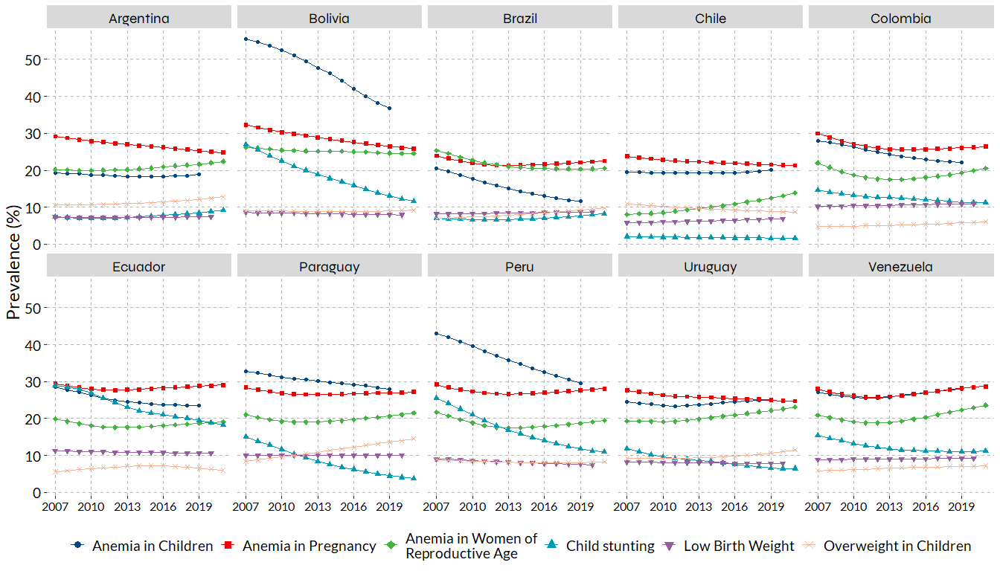 Argentina Bolivia Brazil Chile Colombia
50
40
30
20
10
0
Prevalence (%)
Ecuador Paraguay Peru Uruguay Venezuela
50
40
30
20
10
0
2007 2010 2013 2016 2019 2007 2010 2013 2016 2019 2007 2010 2013 2016 2019 2007 2010 2013 2016 2019 2007 2010 2013 2016 2019
Anemia in Children Anemia in Pregnancy Anemia in Women of
Reproductive Age Child stunting Low Birth Weight Overweight in Children